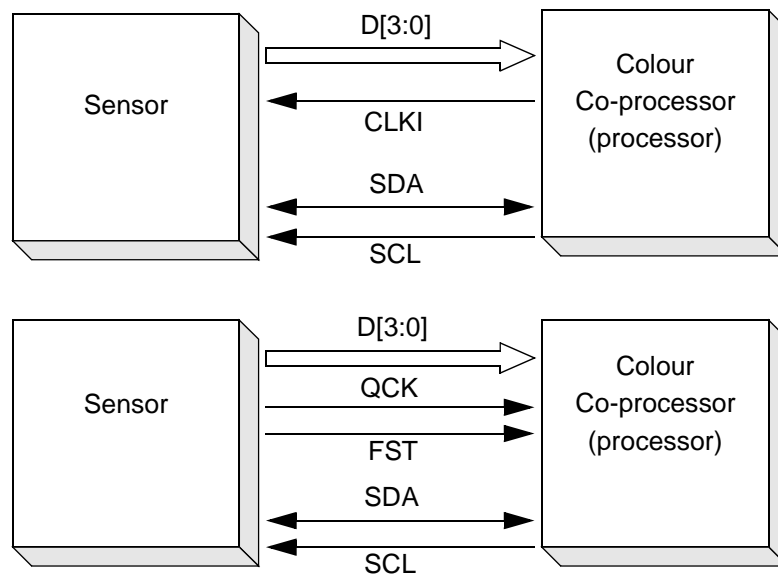 D[3:0]
Sensor
Colour
Co-processor
(processor)
CLKI
SDA
SCL
D[3:0]
Sensor
Colour
Co-processor
(processor)
QCK
FST
SDA
SCL